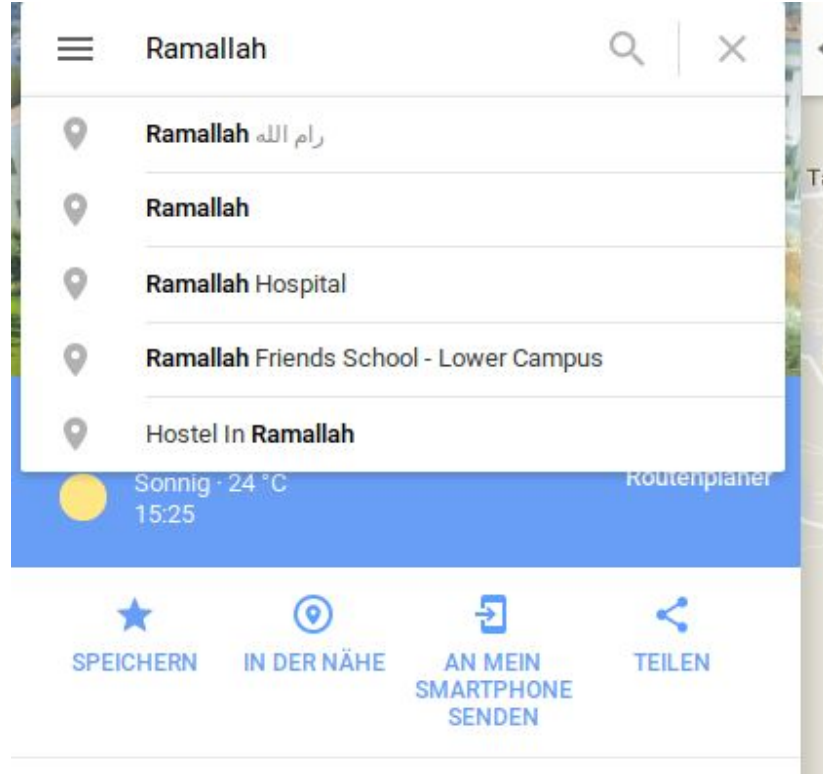 Ramallah
Ramallah رام الله
Ramallah
Ramallah Hospital
Ramallah Friends School - Lower Campus
Hostel In Ramallah
Sonnig · 24 °C
Routenplaner
15:25
SPEICHERN
IN DER NÄHE
AN MEIN
SMARTPHONE
SENDEN
TEILEN